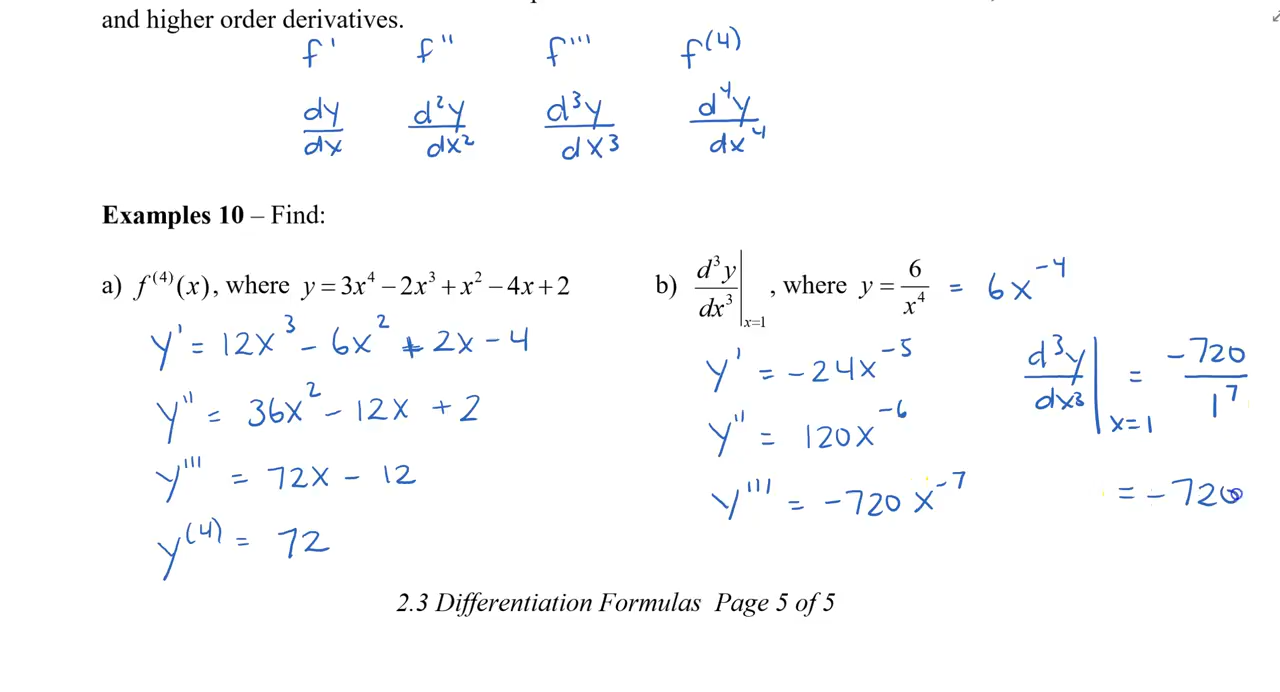 and higher order derivatives.
f' f'' f''' f^(4)
dy/dx d²y/dx² d³y/dx³ d⁴y/dx⁴
Examples 10 – Find:
a) f^(4)(x), where y = 3x⁴ − 2x³ + x² − 4x + 2
y' = 12x³ − 6x² + 2x − 4
y'' = 36x² − 12x + 2
y''' = 72x − 12
y^(4) = 72
b) d³y/dx³ |x=1 , where y = 6/x⁴ = 6x⁻⁴
y' = −24x⁻⁵
y'' = 120x⁻⁶
y''' = −720x⁻⁷
d³y/dx³ |x=1 = −720/1⁷
= −720
2.3 Differentiation Formulas Page 5 of 5